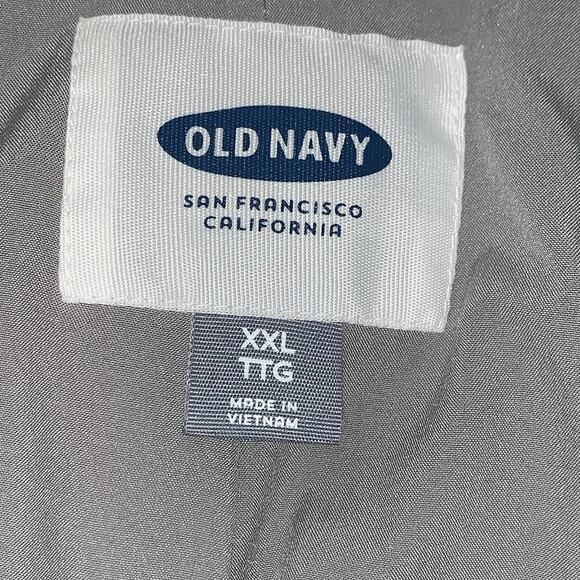 OLD NAVY
SAN FRANCISCO
CALIFORNIA
XXL
TTG
MADE IN
VIETNAM